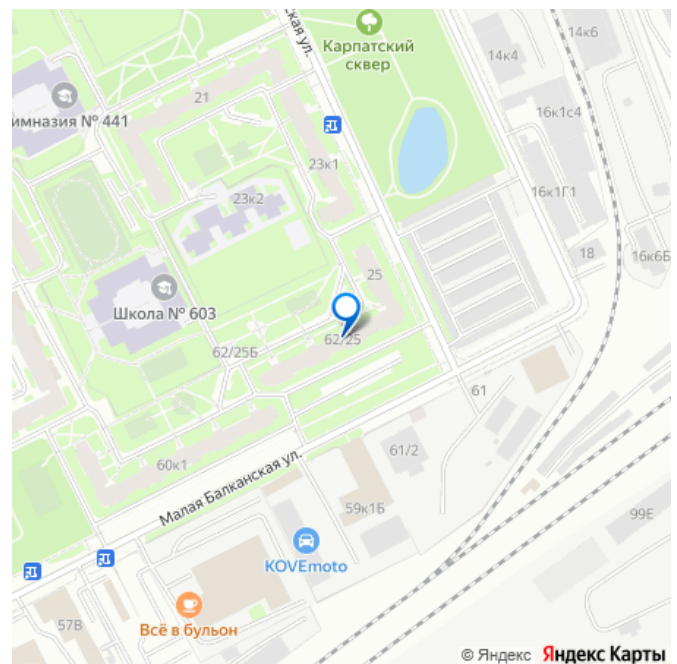 ская ул.
Карпатский
сквер
14к4
14к6
21
имназия № 441
16к1с4
23к1
16к1Г1
23к2
18
16к6Б
25
Школа № 603
62/25
62/25Б
61
61/2
60к1
Малая Балканская ул.
59к1Б
99Е
KOVEmoto
57В
Всё в бульон
© Яндекс Яндекс Карты